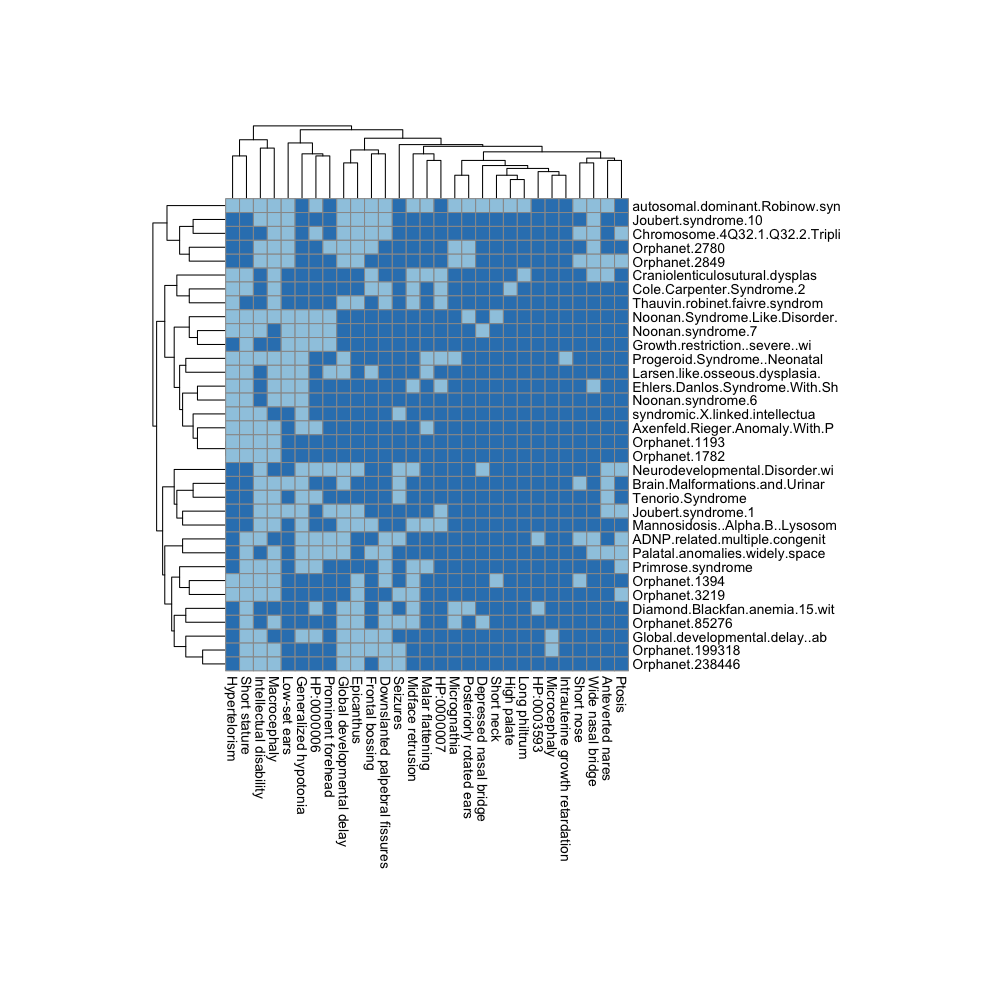 autosomal.dominant.Robinow.syn
Joubert.syndrome.10
Chromosome.4Q32.1.Q32.2.Tripli
Orphanet.2780
Orphanet.2849
Craniolenticulosutural.dysplas
Cole.Carpenter.Syndrome.2
Thauvin.robinet.faivre.syndrom
Noonan.Syndrome.Like.Disorder.
Noonan.syndrome.7
Growth.restriction..severe..wi
Progeroid.Syndrome..Neonatal
Larsen.like.osseous.dysplasia.
Ehlers.Danlos.Syndrome.With.Sh
Noonan.syndrome.6
syndromic.X.linked.intellectua
Axenfeld.Rieger.Anomaly.With.P
Orphanet.1193
Orphanet.1782
Neurodevelopmental.Disorder.wi
Brain.Malformations.and.Urinar
Tenorio.Syndrome
Joubert.syndrome.1
Mannosidosis..Alpha.B..Lysosom
ADNP.related.multiple.congenit
Palatal.anomalies.widely.space
Primrose.syndrome
Orphanet.1394
Orphanet.3219
Diamond.Blackfan.anemia.15.wit
Orphanet.85276
Global.developmental.delay..ab
Orphanet.199318
Orphanet.238446
Hypertelorism
Short stature
Intellectual disability
Macrocephaly
Low-set ears
Generalized hypotonia
HP:0000006
Prominent forehead
Global developmental delay
Epicanthus
Frontal bossing
Downslanted palpebral fissures
Seizures
Midface retrusion
Malar flattening
HP:0000007
Micrognathia
Posteriorly rotated ears
Depressed nasal bridge
Short neck
High palate
Long philtrum
HP:0003593
Microcephaly
Intrauterine growth retardation
Short nose
Wide nasal bridge
Anteverted nares
Ptosis